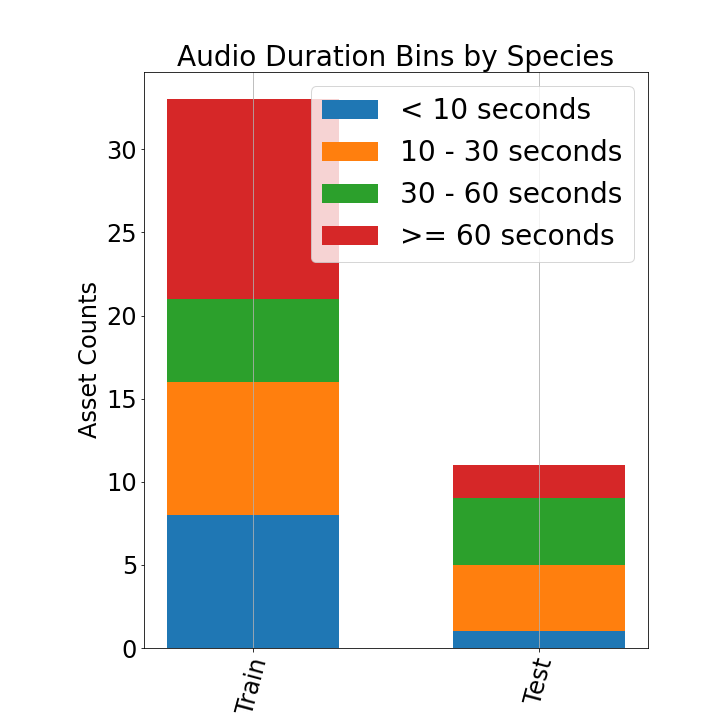 Audio Duration Bins by Species
< 10 seconds
10 - 30 seconds
30 - 60 seconds
>= 60 seconds
Asset Counts
30
25
20
15
10
5
0
Train
Test